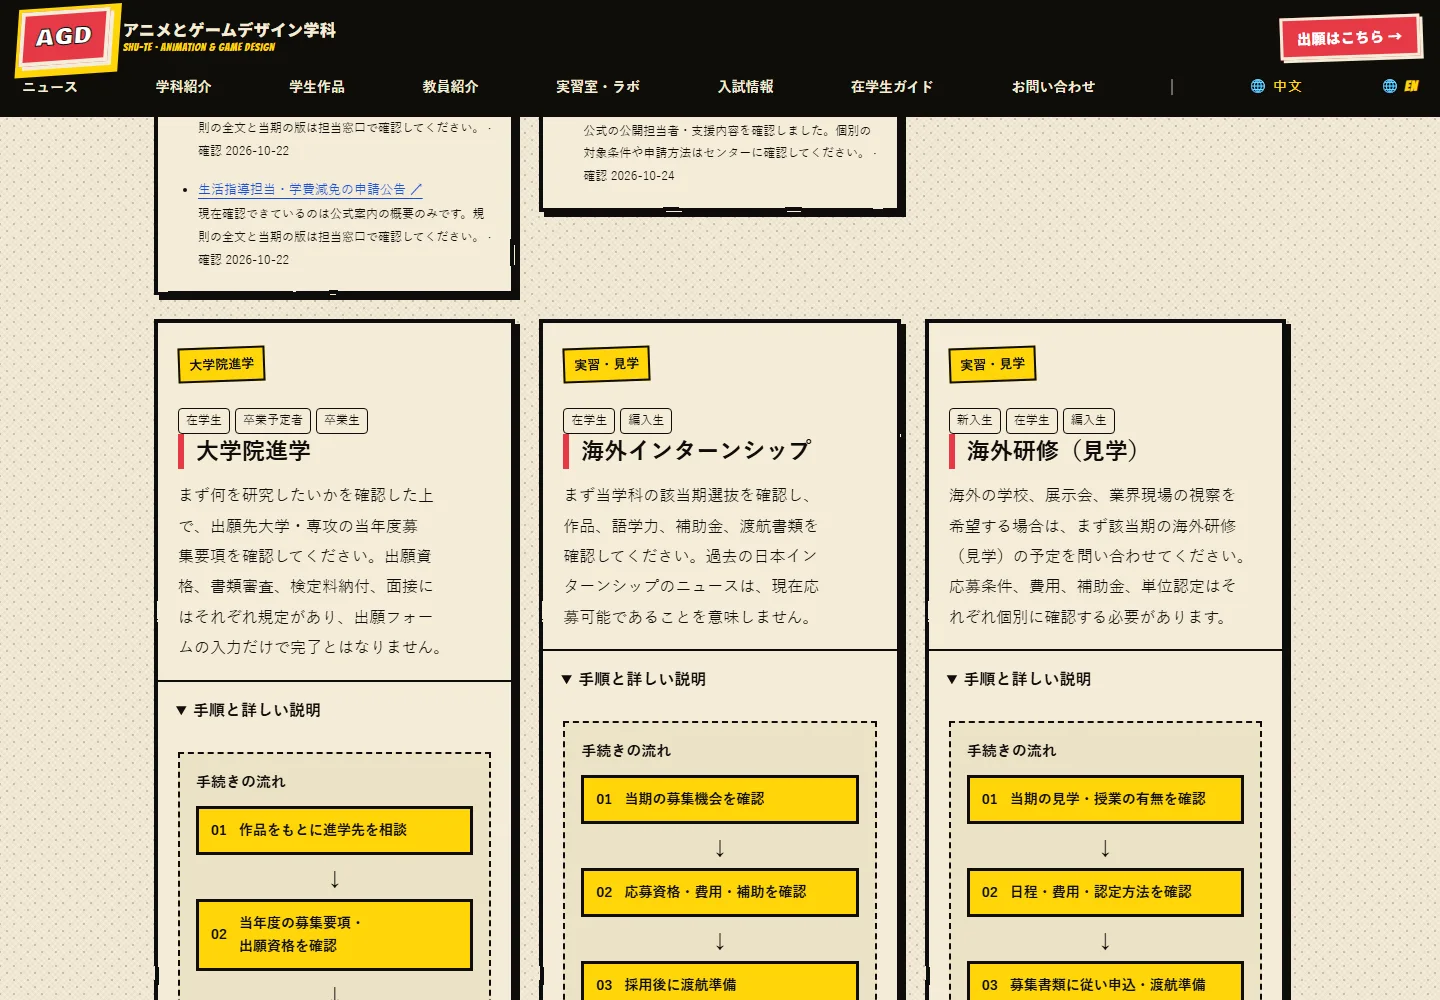 AGD
アニメとゲームデザイン学科
SHU-TE · ANIMATION & GAME DESIGN
出願はこちら →
ニュース
学科紹介
学生作品
教員紹介
実習室・ラボ
入試情報
在学生ガイド
お問い合わせ
中文
EN
則の全文と当期の版は担当窓口で確認してください。 ·
確認 2026-10-22
生活指導担当・学費減免の申請公告 ↗
現在確認できているのは公式案内の概要のみです。規
則の全文と当期の版は担当窓口で確認してください。 ·
確認 2026-10-22
公式の公開担当者・支援内容を確認しました。個別の
対象条件や申請方法はセンターに確認してください。 ·
確認 2026-10-24
大学院進学
在学生 卒業予定者 卒業生
大学院進学
まず何を研究したいかを確認した上
で、出願先大学・専攻の当年度募
集要項を確認してください。出願資
格、書類審査、検定料納付、面接に
はそれぞれ規定があり、出願フォー
ムの入力だけで完了とはなりません。
▼ 手順と詳しい説明
手続きの流れ
01 作品をもとに進学先を相談
↓
02 当年度の募集要項・
出願資格を確認
↓
実習・見学
在学生 編入生
海外インターンシップ
まず当学科の該当期選抜を確認し、
作品、語学力、補助金、渡航書類を
確認してください。過去の日本イン
ターンシップのニュースは、現在応
募可能であることを意味しません。
▼ 手順と詳しい説明
手続きの流れ
01 当期の募集機会を確認
↓
02 応募資格・費用・補助を確認
↓
03 採用後に渡航準備
実習・見学
新入生 在学生 編入生
海外研修（見学）
海外の学校、展示会、業界現場の視察を
希望する場合は、まず該当期の海外研修
（見学）の予定を問い合わせてください。
応募条件、費用、補助金、単位認定はそ
れぞれ個別に確認する必要があります。
▼ 手順と詳しい説明
手続きの流れ
01 当期の見学・授業の有無を確認
↓
02 日程・費用・認定方法を確認
↓
03 募集書類に従い申込・渡航準備